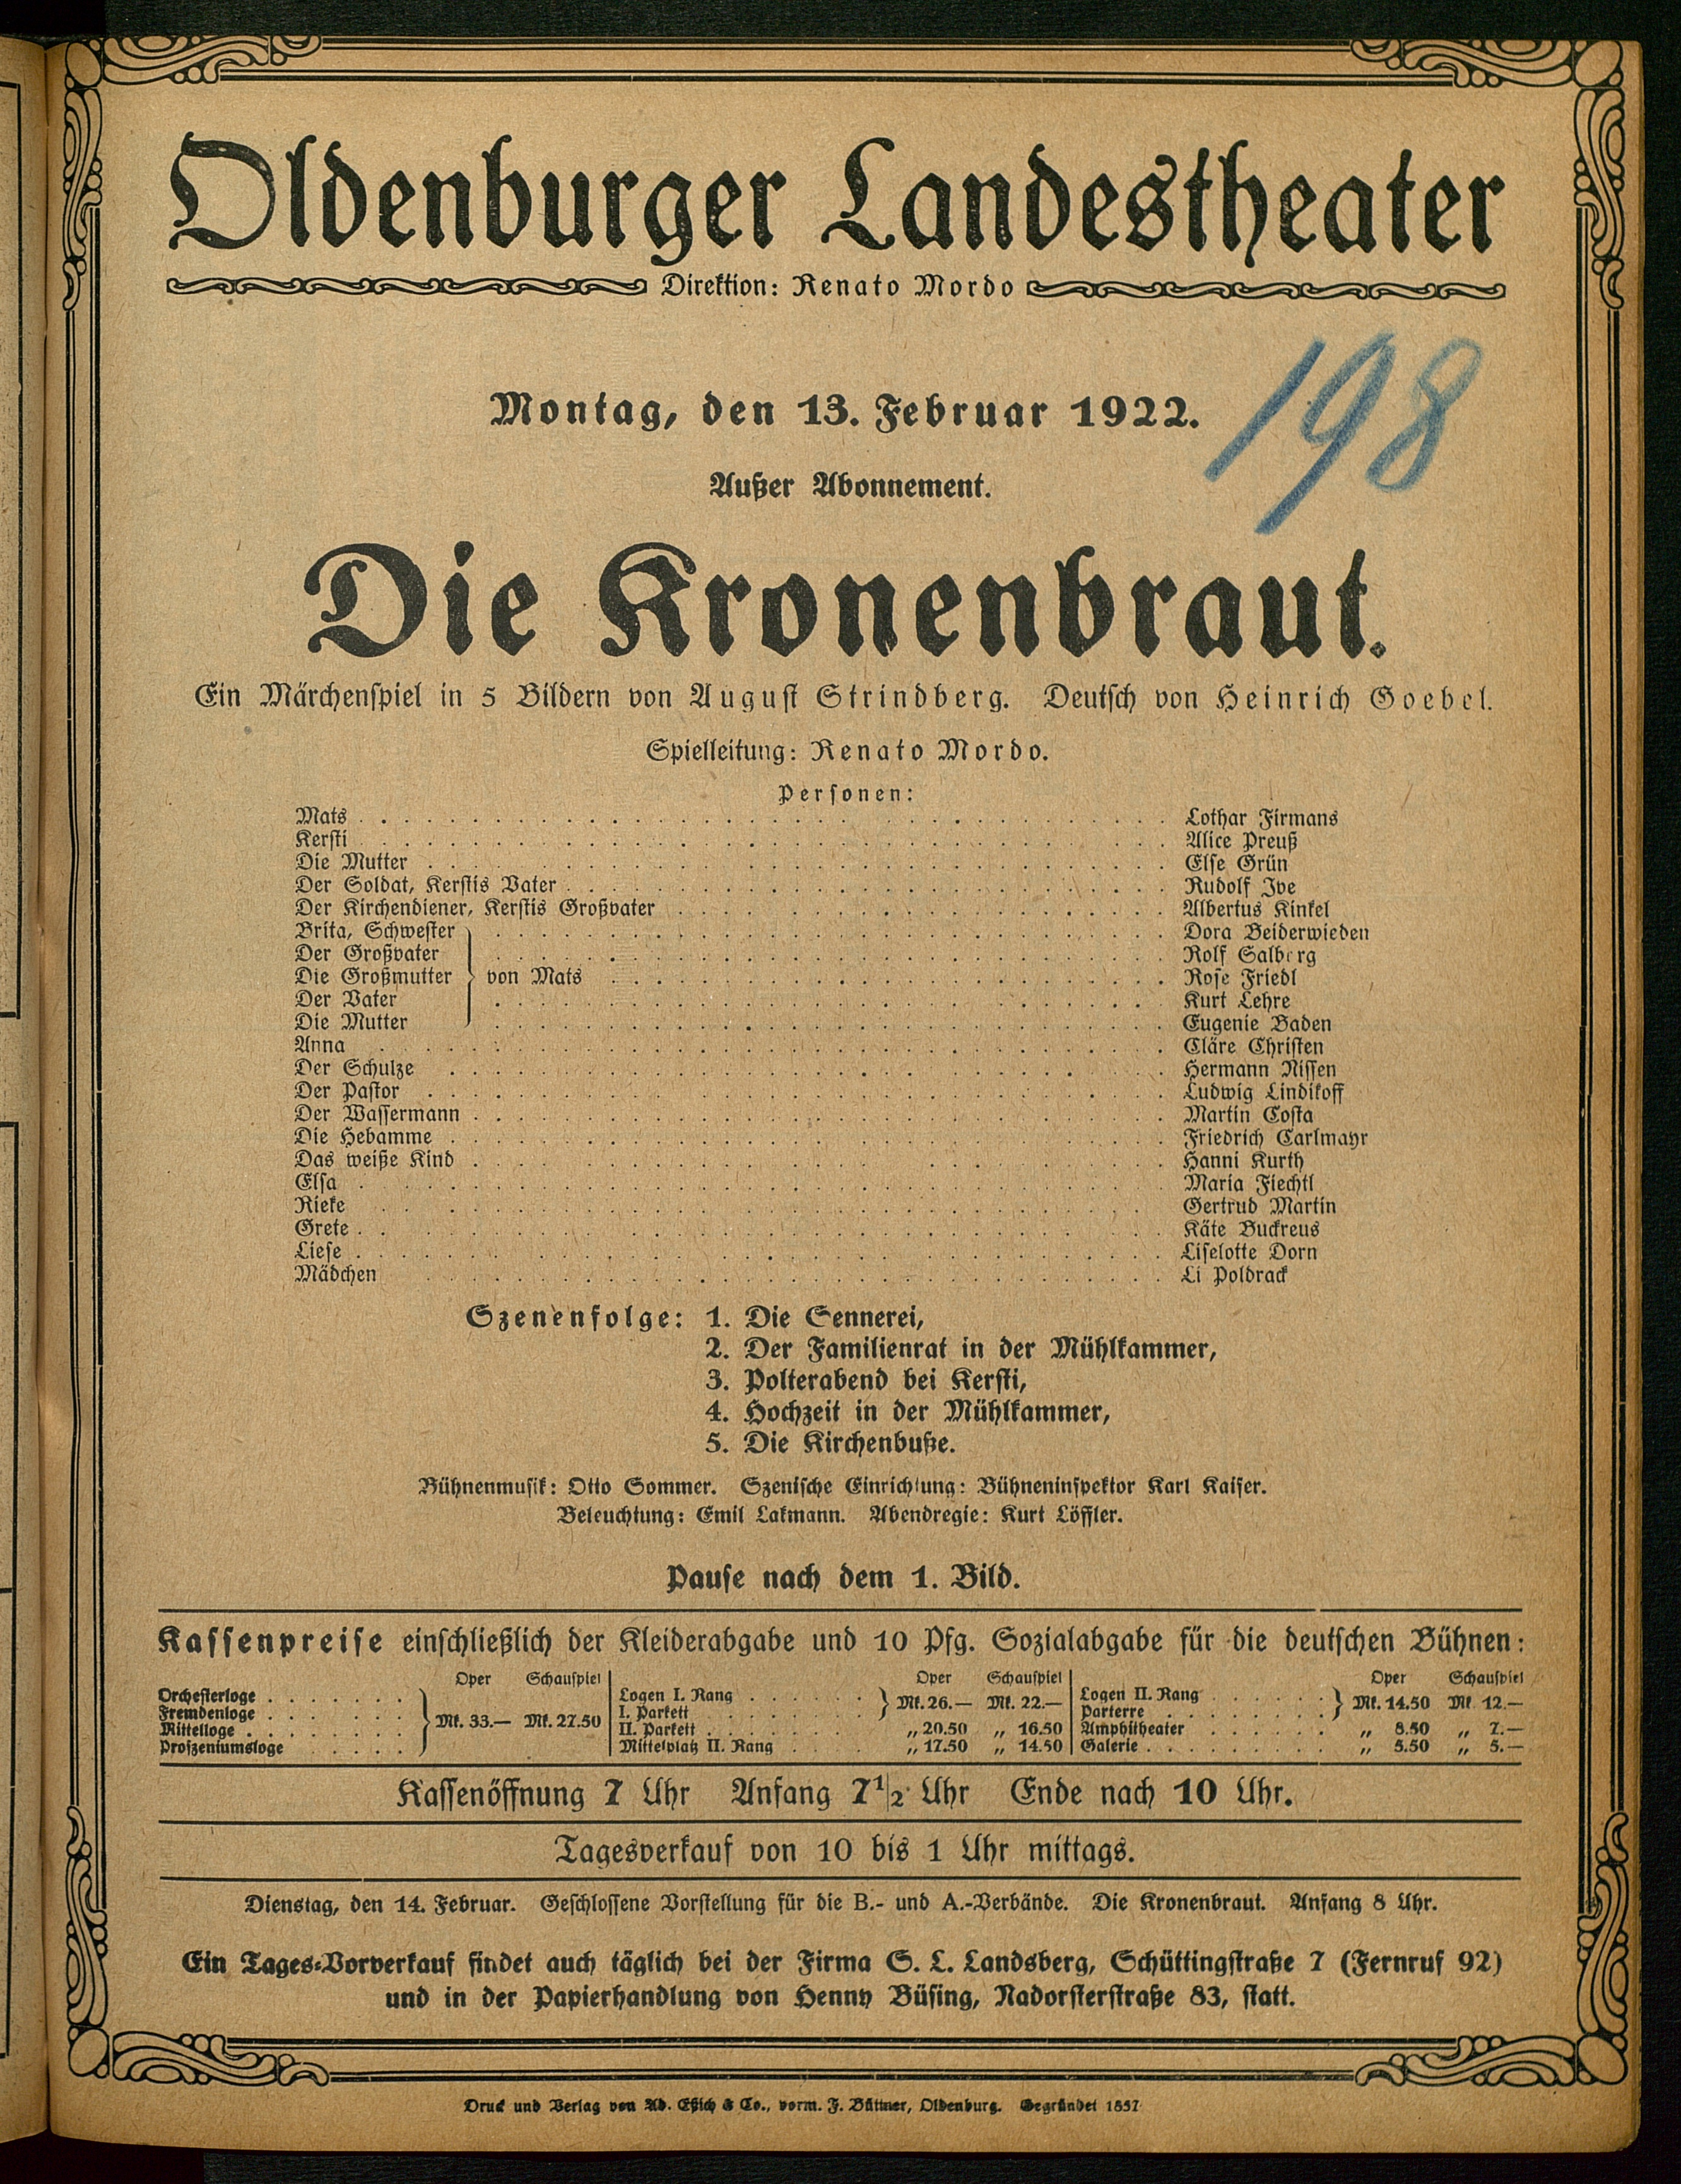 Oldenburger Landestheater
Direktion: Renato Mordo
198
Montag, den 13. Februar 1922.
Außer Abonnement.
Die Kronenbraut.
Ein Märchenspiel in 5 Bildern von August Strindberg. Deutsch von Heinrich Goebel.
Spielleitung: Renato Mordo.
Personen:
Mats . . . Lothar Firmans
Kersti . . . Alice Preuß
Die Mutter . . . Else Grün
Der Soldat, Kerstis Vater . . . Rudolf Ive
Der Kirchendiener, Kerstis Großvater . . . Albertus Kinkel
Brita, Schwester . . . Dora Beiderwieden
Der Großvater . . . Rolf Salberg
Die Großmutter } von Mats . . . Rose Friedl
Der Vater . . . Kurt Lehre
Die Mutter . . . Eugenie Baden
Anna . . . Cläre Christen
Der Schulze . . . Hermann Nissen
Der Pastor . . . Ludwig Lindikoff
Der Wassermann . . . Martin Costa
Die Hebamme . . . Friedrich Carlmayr
Das weiße Kind . . . Hanni Kurth
Elsa . . . Maria Fiechtl
Rieke . . . Gertrud Martin
Grete . . . Käte Buckreus
Liese . . . Liselotte Dorn
Mädchen . . . Li Poldrack
Szenenfolge: 1. Die Sennerei,
2. Der Familienrat in der Mühlkammer,
3. Polterabend bei Kersti,
4. Hochzeit in der Mühlkammer,
5. Die Kirchenbuße.
Bühnenmusik: Otto Sommer. Szenische Einrichtung: Bühneninspektor Karl Kaiser.
Beleuchtung: Emil Lakmann. Abendregie: Kurt Löffler.
Pause nach dem 1. Bild.
Kassenpreise einschließlich der Kleiderabgabe und 10 Pfg. Sozialabgabe für die deutschen Bühnen:
Oper Schauspiel
Orchesterloge . . .
Fremdenloge . . .
Mittelloge . . .
Proszeniumsloge . . .
} Mk. 33.— Mk. 27.50
Oper Schauspiel
Logen I. Rang . . .
I. Parkett . . .
} Mk. 26.— Mk. 22.—
II. Parkett . . . „ 20.50 „ 16.50
Mittelplatz II. Rang . . . „ 17.50 „ 14.50
Oper Schauspiel
Logen II. Rang . . .
Parterre . . .
} Mk. 14.50 Mk. 12.—
Amphitheater . . . „ 8.50 „ 7.—
Galerie . . . „ 5.50 „ 5.—
Kassenöffnung 7 Uhr Anfang 7 1/2 Uhr Ende nach 10 Uhr.
Tagesverkauf von 10 bis 1 Uhr mittags.
Dienstag, den 14. Februar. Geschlossene Vorstellung für die B.- und A.-Verbände. Die Kronenbraut. Anfang 8 Uhr.
Ein Tages-Vorverkauf findet auch täglich bei der Firma S. L. Landsberg, Schüttingstraße 7 (Fernruf 92)
und in der Papierhandlung von Henny Büsing, Nadorsterstraße 83, statt.
Druck und Verlag von Ad. Eßich & Co., vorm. J. Büttner, Oldenburg. Gegründet 1857